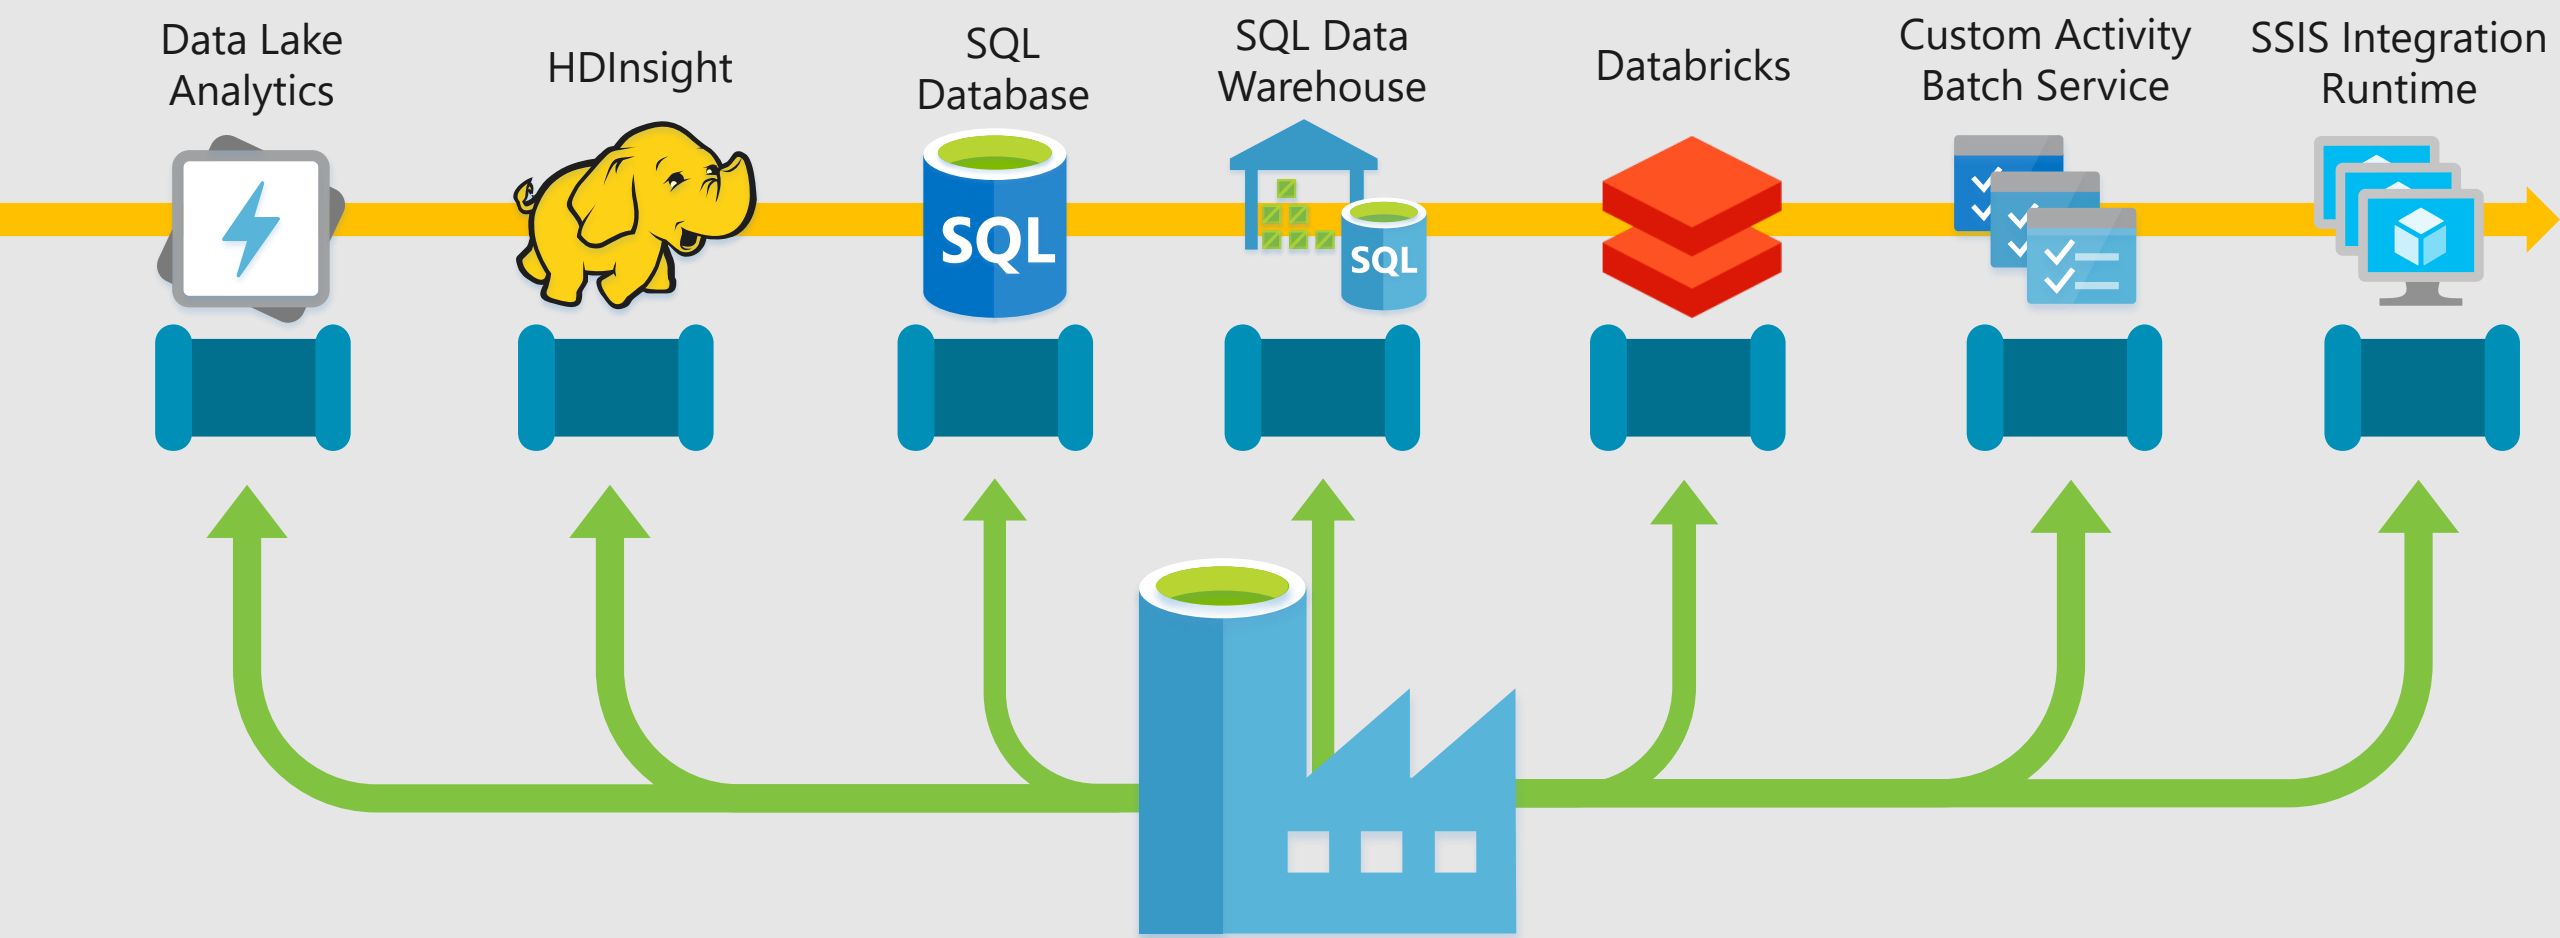 Data Lake
Analytics
HDInsight
SQL
Database
SQL Data
Warehouse
Databricks
Custom Activity
Batch Service
SSIS Integration
Runtime
SQL
SQL